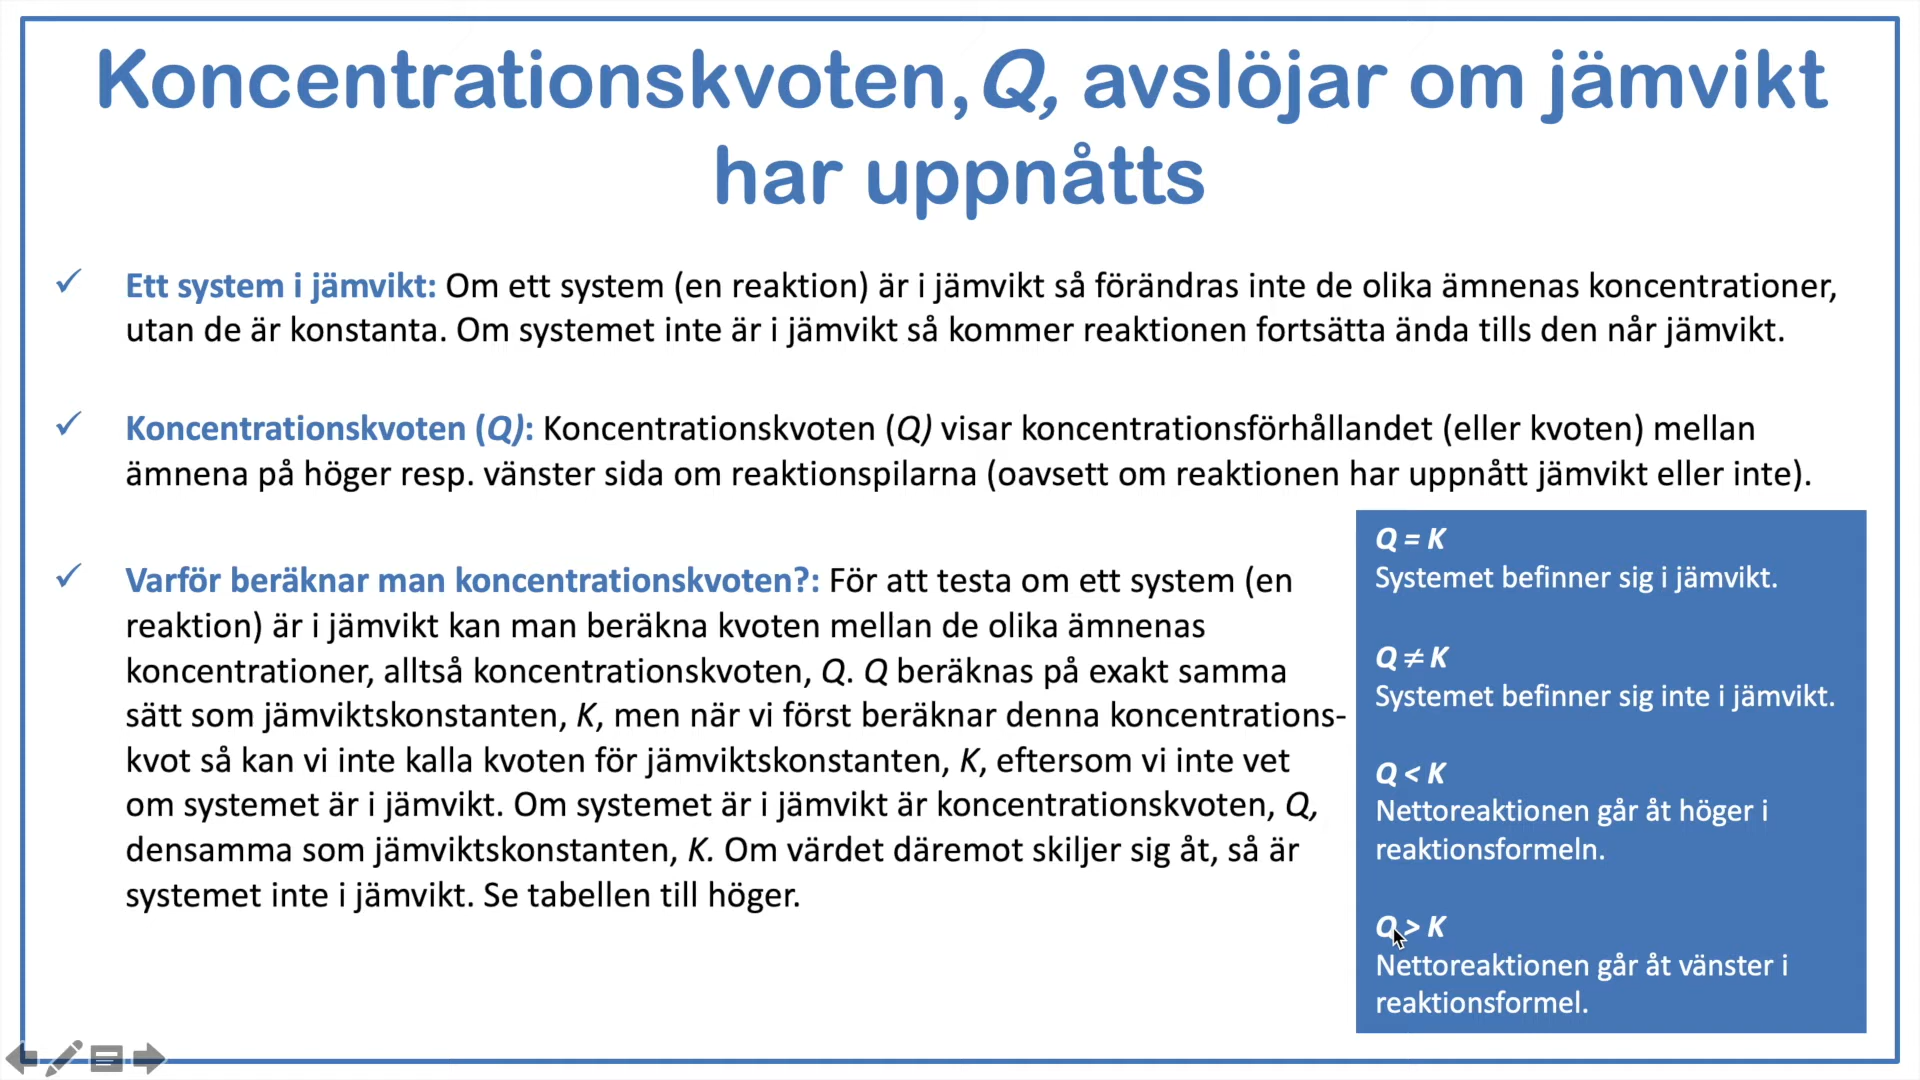 Koncentrationskvoten, Q, avslöjar om jämvikt
har uppnåtts
Ett system i jämvikt: Om ett system (en reaktion) är i jämvikt så förändras inte de olika ämnenas koncentrationer,
utan de är konstanta. Om systemet inte är i jämvikt så kommer reaktionen fortsätta ända tills den når jämvikt.
Koncentrationskvoten (Q): Koncentrationskvoten (Q) visar koncentrationsförhållandet (eller kvoten) mellan
ämnena på höger resp. vänster sida om reaktionspilarna (oavsett om reaktionen har uppnått jämvikt eller inte).
Varför beräknar man koncentrationskvoten?: För att testa om ett system (en
reaktion) är i jämvikt kan man beräkna kvoten mellan de olika ämnenas
koncentrationer, alltså koncentrationskvoten, Q. Q beräknas på exakt samma
sätt som jämviktskonstanten, K, men när vi först beräknar denna koncentrations-
kvot så kan vi inte kalla kvoten för jämviktskonstanten, K, eftersom vi inte vet
om systemet är i jämvikt. Om systemet är i jämvikt är koncentrationskvoten, Q,
densamma som jämviktskonstanten, K. Om värdet däremot skiljer sig åt, så är
systemet inte i jämvikt. Se tabellen till höger.
Q = K
Systemet befinner sig i jämvikt.
Q ≠ K
Systemet befinner sig inte i jämvikt.
Q < K
Nettoreaktionen går åt höger i
reaktionsformeln.
Q > K
Nettoreaktionen går åt vänster i
reaktionsformel.